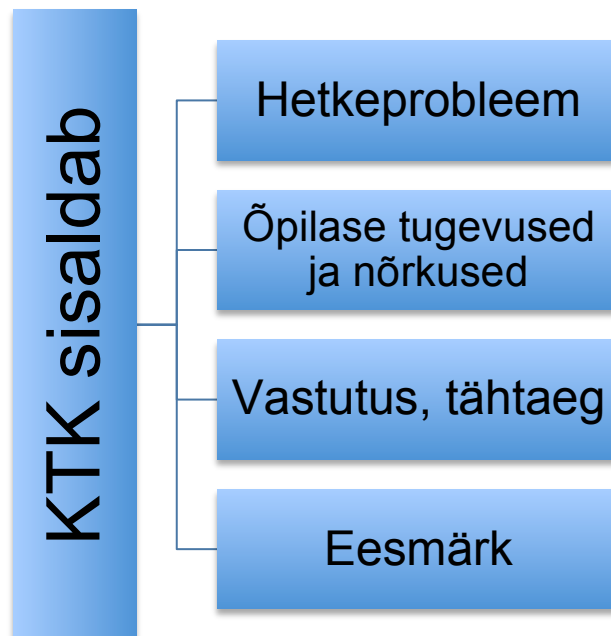 KTK sisaldab
Hetkeprobleem
Õpilase tugevused
ja nõrkused
Vastutus, tähtaeg
Eesmärk